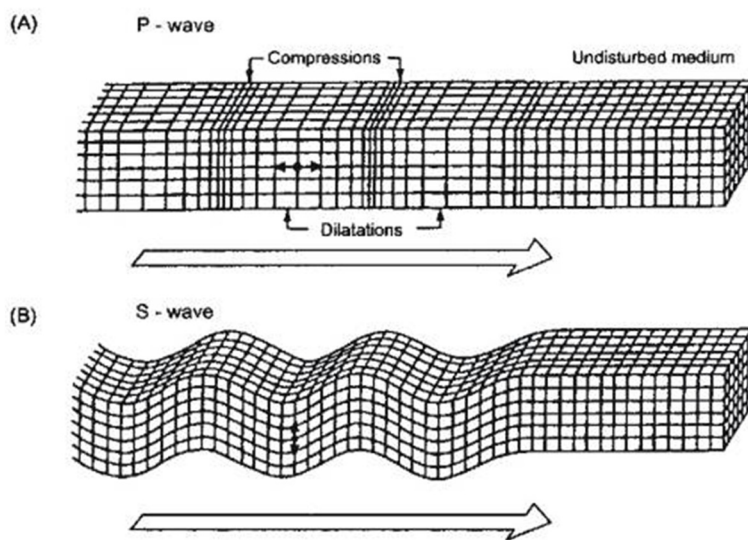 (A) P - wave
Compressions
Undisturbed medium
Dilatations
(B) S - wave